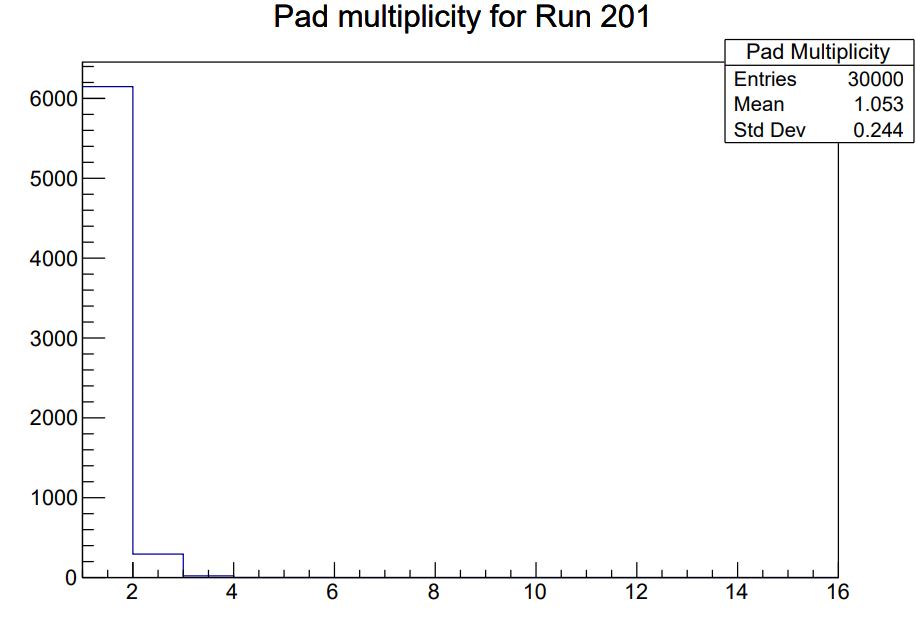 Pad multiplicity for Run 201
Pad Multiplicity
Entries 30000
Mean 1.053
Std Dev 0.244
6000
5000
4000
3000
2000
1000
0
2 4 6 8 10 12 14 16